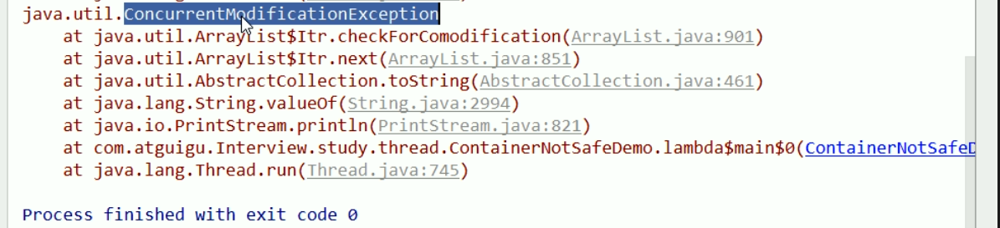 java.util.ConcurrentModificationException
at java.util.ArrayList$Itr.checkForComodification(ArrayList.java:901)
at java.util.ArrayList$Itr.next(ArrayList.java:851)
at java.util.AbstractCollection.toString(AbstractCollection.java:461)
at java.lang.String.valueOf(String.java:2994)
at java.io.PrintStream.println(PrintStream.java:821)
at com.atguigu.Interview.study.thread.ContainerNotSafeDemo.lambda$main$0(ContainerNotSafeD
at java.lang.Thread.run(Thread.java:745)
Process finished with exit code 0